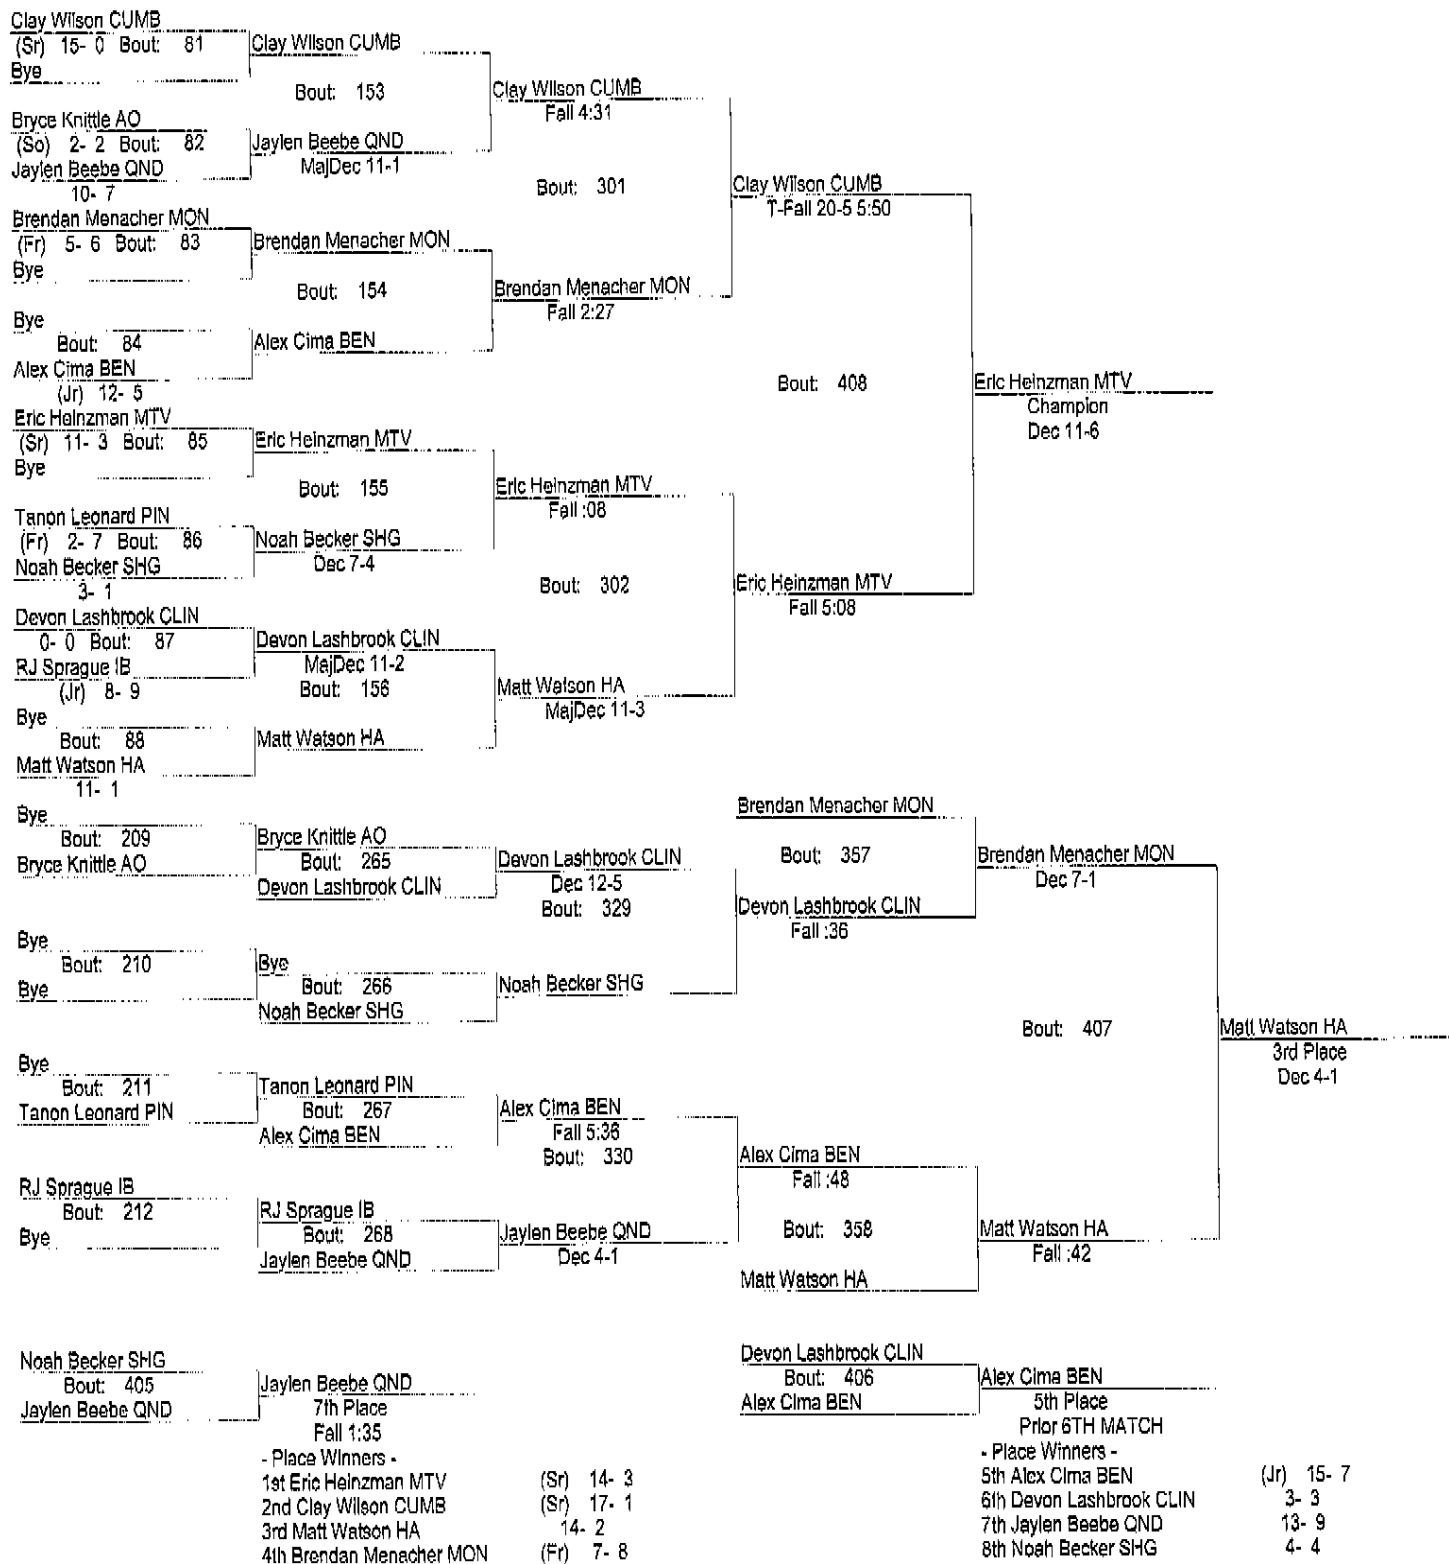 Clay Wilson CUMB
(Sr) 15- 0 Bout: 81
Bye
Bryce Knittle AO
(So) 2- 2 Bout: 82
Jaylen Beebe QND
10- 7
Brendan Menacher MON
(Fr) 5- 6 Bout: 83
Bye
Bye
Bout: 84
Alex Cima BEN
(Jr) 12- 5
Eric Heinzman MTV
(Sr) 11- 3 Bout: 85
Bye
Tanon Leonard PIN
(Fr) 2- 7 Bout: 86
Noah Becker SHG
3- 1
Devon Lashbrook CLIN
0- 0 Bout: 87
RJ Sprague IB
(Jr) 8- 9
Bye
Bout: 88
Matt Watson HA
11- 1
Clay Wilson CUMB
Bout: 153
Jaylen Beebe QND
MajDec 11-1
Brendan Menacher MON
Bout: 154
Alex Cima BEN
Eric Heinzman MTV
Bout: 155
Noah Becker SHG
Dec 7-4
Devon Lashbrook CLIN
MajDec 11-2
Bout: 156
Matt Watson HA
Clay Wilson CUMB
Fall 4:31
Bout: 301
Brendan Menacher MON
Fall 2:27
Eric Heinzman MTV
Fall :08
Bout: 302
Matt Watson HA
MajDec 11-3
Clay Wilson CUMB
T-Fall 20-5 5:50
Bout: 408
Eric Heinzman MTV
Fall 5:08
Eric Heinzman MTV
Champion
Dec 11-6
Bye
Bout: 209
Bryce Knittle AO
Bye
Bout: 210
Bye
Bye
Bout: 211
Tanon Leonard PIN
RJ Sprague IB
Bout: 212
Bye
Bryce Knittle AO
Bout: 265
Devon Lashbrook CLIN
Bye
Bout: 266
Noah Becker SHG
Tanon Leonard PIN
Bout: 267
Alex Cima BEN
RJ Sprague IB
Bout: 268
Jaylen Beebe QND
Devon Lashbrook CLIN
Dec 12-5
Bout: 329
Noah Becker SHG
Alex Cima BEN
Fall 5:36
Bout: 330
Jaylen Beebe QND
Dec 4-1
Brendan Menacher MON
Bout: 357
Devon Lashbrook CLIN
Fall :36
Alex Cima BEN
Fall :48
Bout: 358
Matt Watson HA
Brendan Menacher MON
Dec 7-1
Bout: 407
Matt Watson HA
Fall :42
Matt Watson HA
3rd Place
Dec 4-1
Noah Becker SHG
Bout: 405
Jaylen Beebe QND
Jaylen Beebe QND
7th Place
Fall 1:35
Devon Lashbrook CLIN
Bout: 406
Alex Cima BEN
Alex Cima BEN
5th Place
Prior 6TH MATCH
- Place Winners -
1st Eric Heinzman MTV (Sr) 14- 3
2nd Clay Wilson CUMB (Sr) 17- 1
3rd Matt Watson HA 14- 2
4th Brendan Menacher MON (Fr) 7- 8
- Place Winners -
5th Alex Cima BEN (Jr) 15- 7
6th Devon Lashbrook CLIN 3- 3
7th Jaylen Beebe QND 13- 9
8th Noah Becker SHG 4- 4